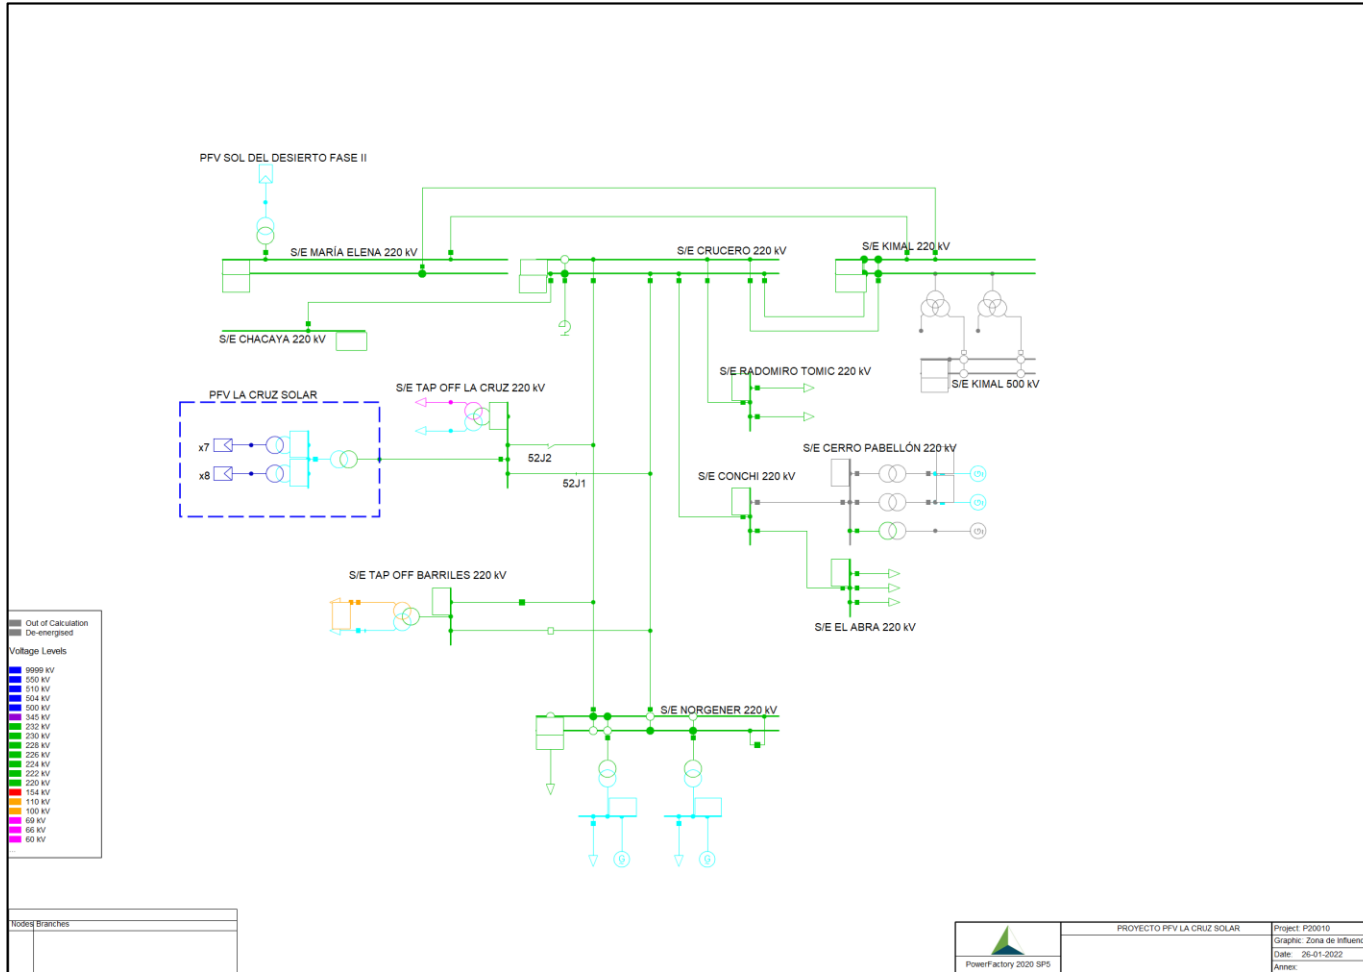 PFV SOL DEL DESIERTO FASE II
S/E MARÍA ELENA 220 kV
S/E CRUCERO 220 kV
S/E KIMAL 220 kV
S/E CHACAYA 220 kV
S/E RADOMIRO TOMIC 220 kV
S/E KIMAL 500 kV
S/E TAP OFF LA CRUZ 220 kV
PFV LA CRUZ SOLAR
x7
x8
52J2
52J1
S/E CERRO PABELLÓN 220 kV
S/E CONCHI 220 kV
S/E TAP OFF BARRILES 220 kV
S/E EL ABRA 220 kV
S/E NORGENER 220 kV
Out of Calculation
De-energised
Voltage Levels
9999 kV
550 kV
510 kV
504 kV
500 kV
345 kV
232 kV
230 kV
228 kV
226 kV
224 kV
222 kV
220 kV
154 kV
110 kV
100 kV
69 kV
66 kV
60 kV
...
Nodes Branches
PowerFactory 2020 SP5
PROYECTO PFV LA CRUZ SOLAR
Project: P20010
Graphic: Zona de Influenc
Date: 26-01-2022
Annex: